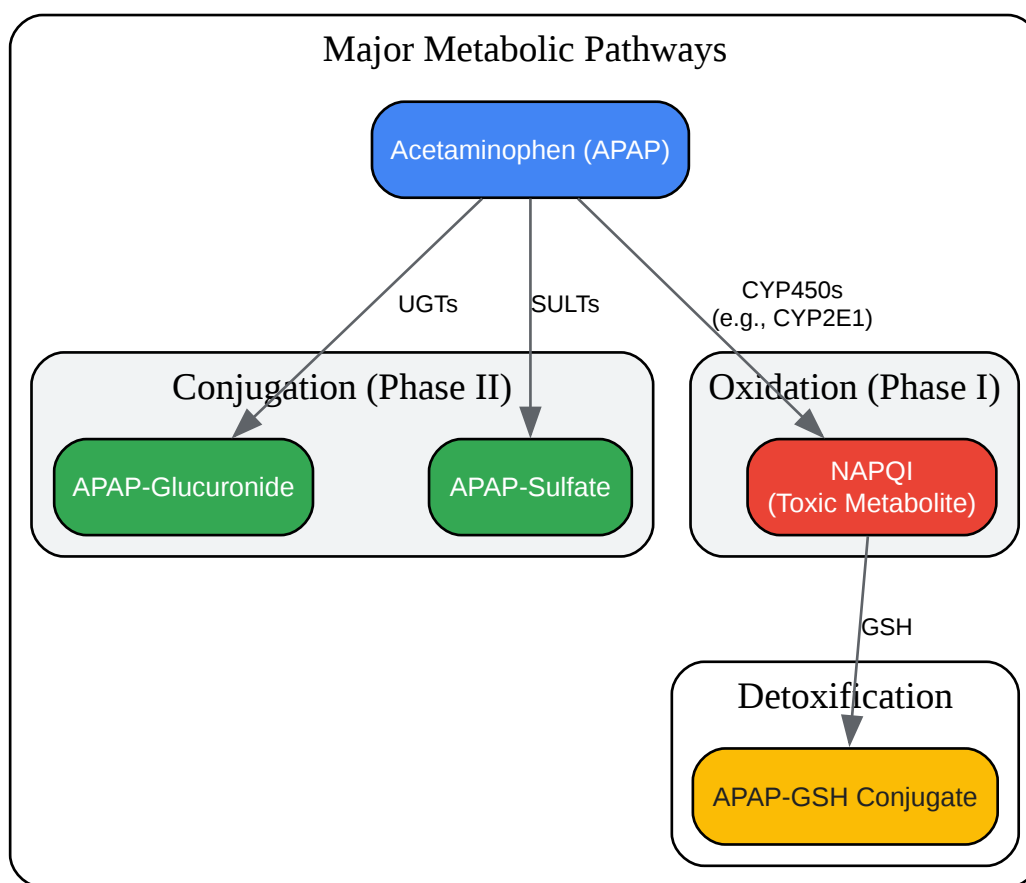 Major Metabolic Pathways
Acetaminophen (APAP)
UGTs
SULTs
CYP450s
(e.g., CYP2E1)
Conjugation (Phase II)
Oxidation (Phase I)
APAP-Glucuronide
APAP-Sulfate
NAPQI
(Toxic Metabolite)
GSH
Detoxification
APAP-GSH Conjugate